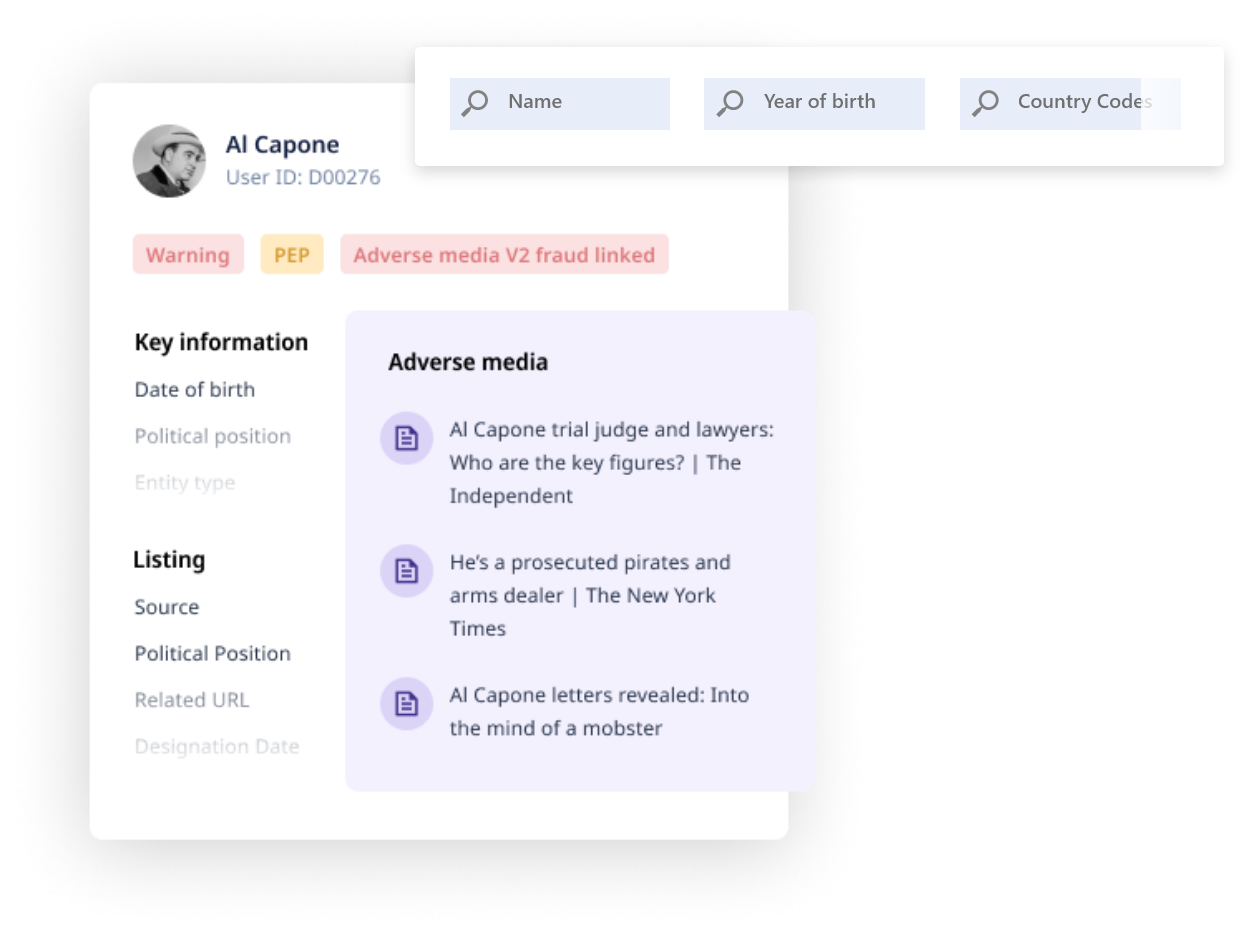 Name
Year of birth
Country Codes
Al Capone
User ID: D00276
Warning
PEP
Adverse media V2 fraud linked
Key information
Date of birth
Political position
Entity type
Listing
Source
Political Position
Related URL
Designation Date
Adverse media
Al Capone trial judge and lawyers:
Who are the key figures? | The
Independent
He’s a prosecuted pirates and
arms dealer | The New York
Times
Al Capone letters revealed: Into
the mind of a mobster